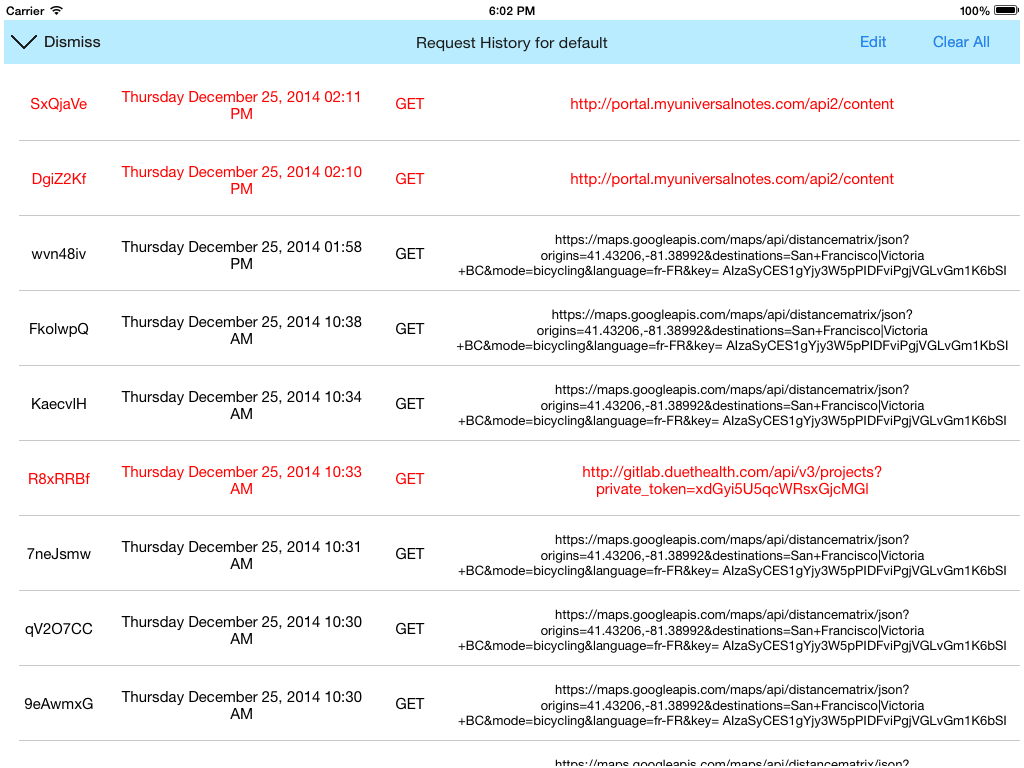 Carrier 6:02 PM 100%
Dismiss Request History for default Edit Clear All
SxQjaVe Thursday December 25, 2014 02:11 PM GET http://portal.myuniversalnotes.com/api2/content
DgiZ2Kf Thursday December 25, 2014 02:10 PM GET http://portal.myuniversalnotes.com/api2/content
wvn48iv Thursday December 25, 2014 01:58 PM GET https://maps.googleapis.com/maps/api/distancematrix/json?
origins=41.43206,-81.38992&destinations=San+Francisco|Victoria
+BC&mode=bicycling&language=fr-FR&key= AIzaSyCES1gYjy3W5pPIDFviPgjVGLvGm1K6bSI
FkolwpQ Thursday December 25, 2014 10:38 AM GET https://maps.googleapis.com/maps/api/distancematrix/json?
origins=41.43206,-81.38992&destinations=San+Francisco|Victoria
+BC&mode=bicycling&language=fr-FR&key= AIzaSyCES1gYjy3W5pPIDFviPgjVGLvGm1KbSI
KaecvlH Thursday December 25, 2014 10:34 AM GET https://maps.googleapis.com/maps/api/distancematrix/json?
origins=41.43206,-81.38992&destinations=San+Francisco|Victoria
+BC&mode=bicycling&language=fr-FR&key= AIzaSyCES1gYjy3W5pPIDFviPgjVGLvGm1K6bSI
R8xRRBf Thursday December 25, 2014 10:33 AM GET http://gitlab.duethealth.com/api/v3/projects?
private_token=xdGyi5U5qcWRsxGjcMGl
7neJsmw Thursday December 25, 2014 10:31 AM GET https://maps.googleapis.com/maps/api/distancematrix/json?
origins=41.43206,-81.38992&destinations=San+Francisco|Victoria
+BC&mode=bicycling&language=fr-FR&key= AIzaSyCES1gYjy3W5pPIDFviPgjVGLvGm1K6bSI
qV2O7CC Thursday December 25, 2014 10:30 AM GET https://maps.googleapis.com/maps/api/distancematrix/json?
origins=41.43206,-81.38992&destinations=San+Francisco|Victoria
+BC&mode=bicycling&language=fr-FR&key= AIzaSyCES1gYjy3W5pPIDFviPgjVGLvGm1K6bSI
9eAwmxG Thursday December 25, 2014 10:30 AM GET https://maps.googleapis.com/maps/api/distancematrix/json?
origins=41.43206,-81.38992&destinations=San+Francisco|Victoria
+BC&mode=bicycling&language=fr-FR&key= AIzaSyCES1gYjy3W5pPIDFviPgjVGLvGm1K6bSI
https://maps.googleapis.com/maps/api/distancematrix/json?